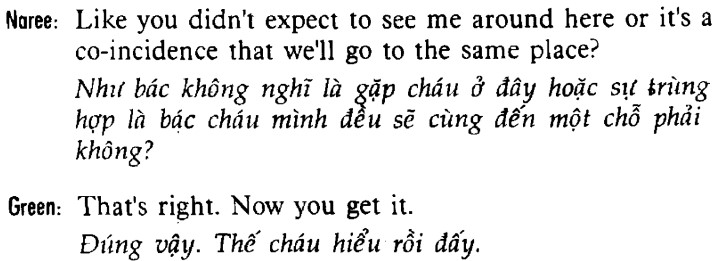 Naree: Like you didn't expect to see me around here or it's a
co-incidence that we'll go to the same place?
Như bác không nghĩ là gặp cháu ở đây hoặc sự trùng
hợp là bác cháu mình đều sẽ cùng đến một chỗ phải
không?
Green: That's right. Now you get it.
Đúng vậy. Thế cháu hiểu rồi đấy.